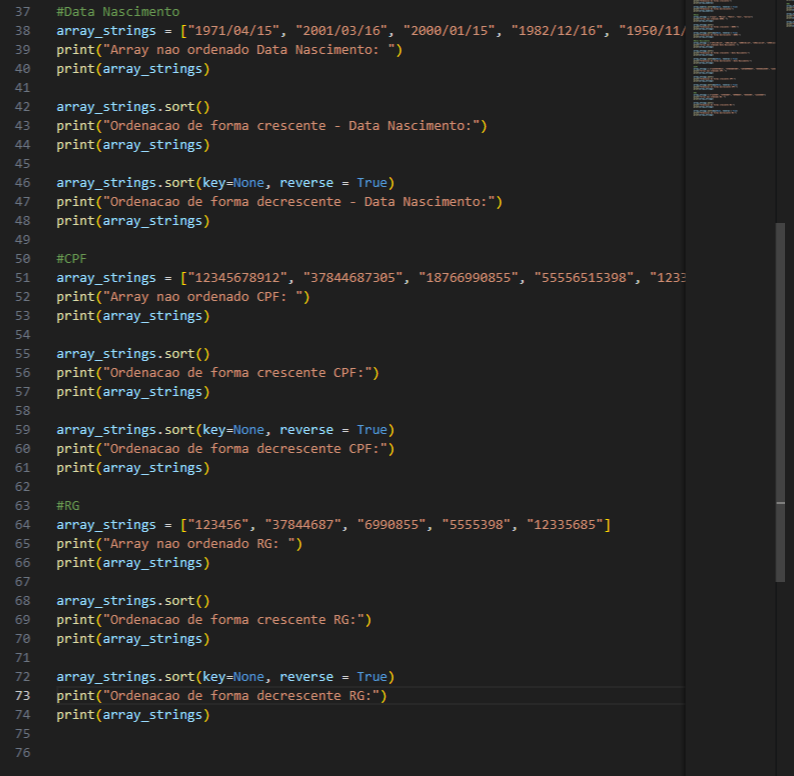 37 #Data Nascimento
38 array_strings = ["1971/04/15", "2001/03/16", "2000/01/15", "1982/12/16", "1950/11/
39 print("Array nao ordenado Data Nascimento: ")
40 print(array_strings)
41
42 array_strings.sort()
43 print("Ordenacao de forma crescente - Data Nascimento:")
44 print(array_strings)
45
46 array_strings.sort(key=None, reverse = True)
47 print("Ordenacao de forma decrescente - Data Nascimento:")
48 print(array_strings)
49
50 #CPF
51 array_strings = ["12345678912", "37844687305", "18766990855", "55556515398", "1233
52 print("Array nao ordenado CPF: ")
53 print(array_strings)
54
55 array_strings.sort()
56 print("Ordenacao de forma crescente CPF:")
57 print(array_strings)
58
59 array_strings.sort(key=None, reverse = True)
60 print("Ordenacao de forma decrescente CPF:")
61 print(array_strings)
62
63 #RG
64 array_strings = ["123456", "37844687", "6990855", "5555398", "12335685"]
65 print("Array nao ordenado RG: ")
66 print(array_strings)
67
68 array_strings.sort()
69 print("Ordenacao de forma crescente RG:")
70 print(array_strings)
71
72 array_strings.sort(key=None, reverse = True)
73 print("Ordenacao de forma decrescente RG:")
74 print(array_strings)
75
76